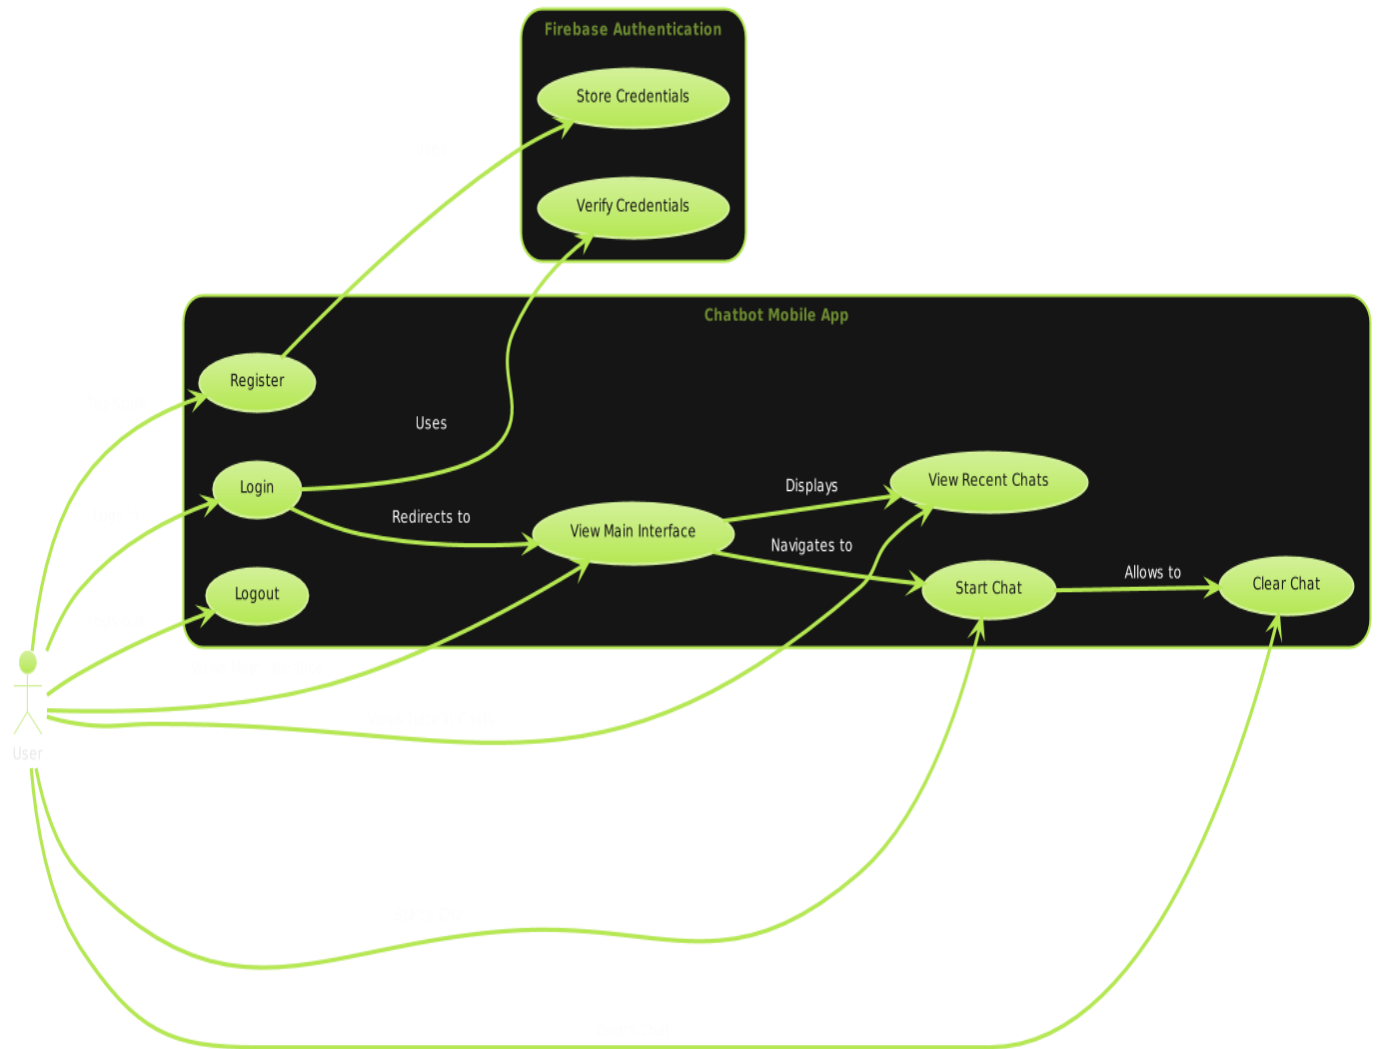 Firebase Authentication
Store Credentials
Verify Credentials
Chatbot Mobile App
Register
Uses
Login
View Recent Chats
Displays
Redirects to
View Main Interface
Navigates to
Allows to
Logout
Start Chat
Clear Chat
User